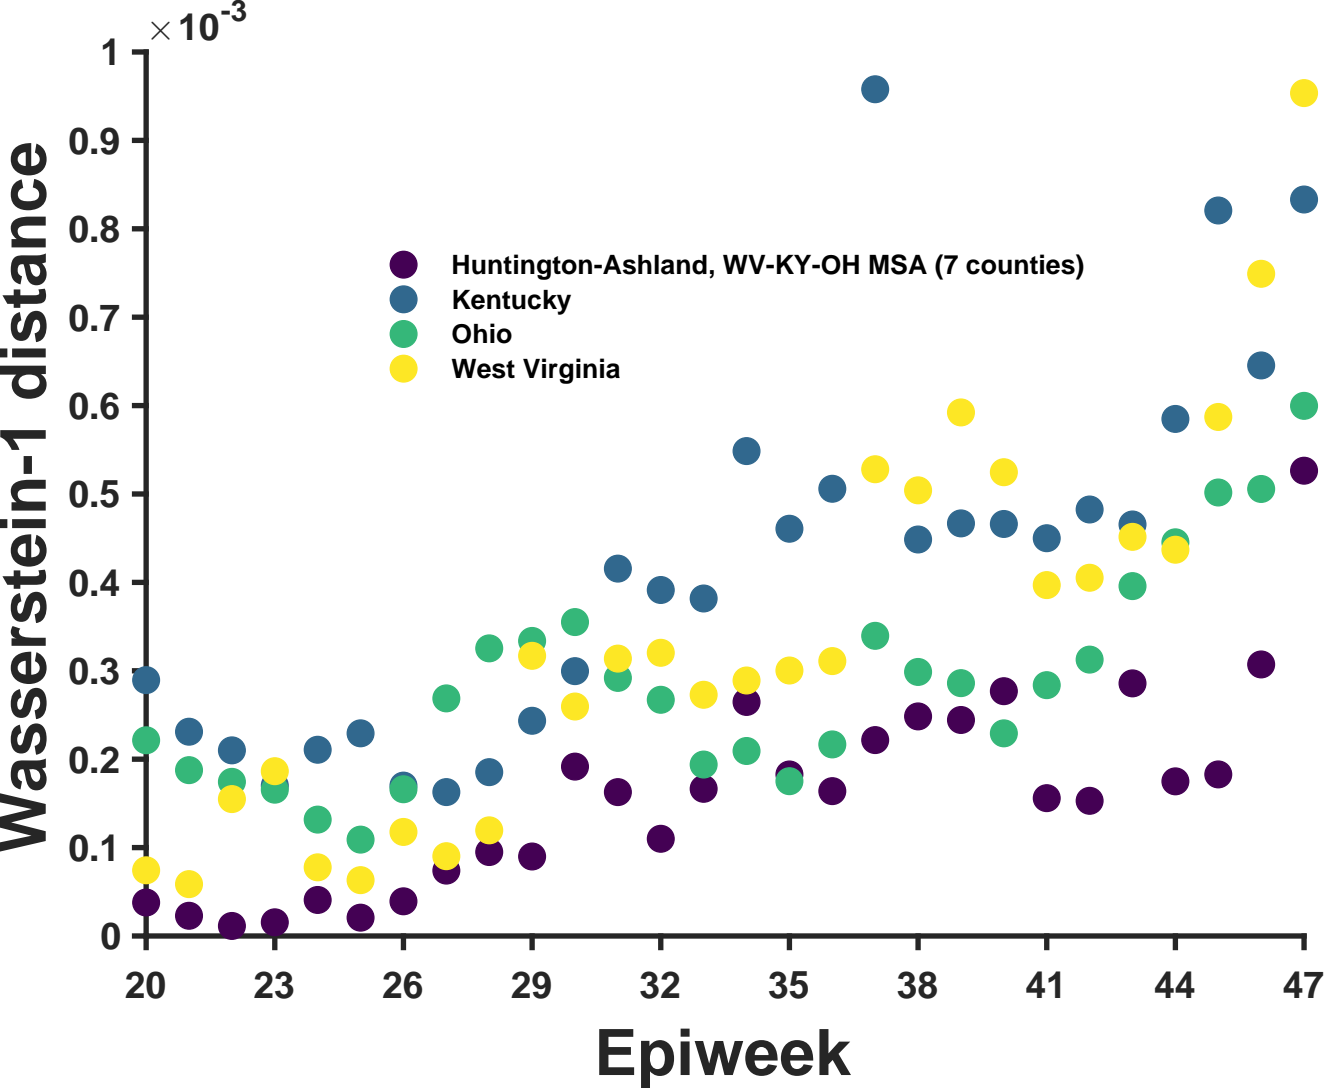 × 10-3
1
0.9
0.8
0.7
0.6
0.5
0.4
0.3
0.2
0.1
0
Wasserstein-1 distance
Huntington-Ashland, WV-KY-OH MSA (7 counties)
Kentucky
Ohio
West Virginia
20 23 26 29 32 35 38 41 44 47
Epiweek